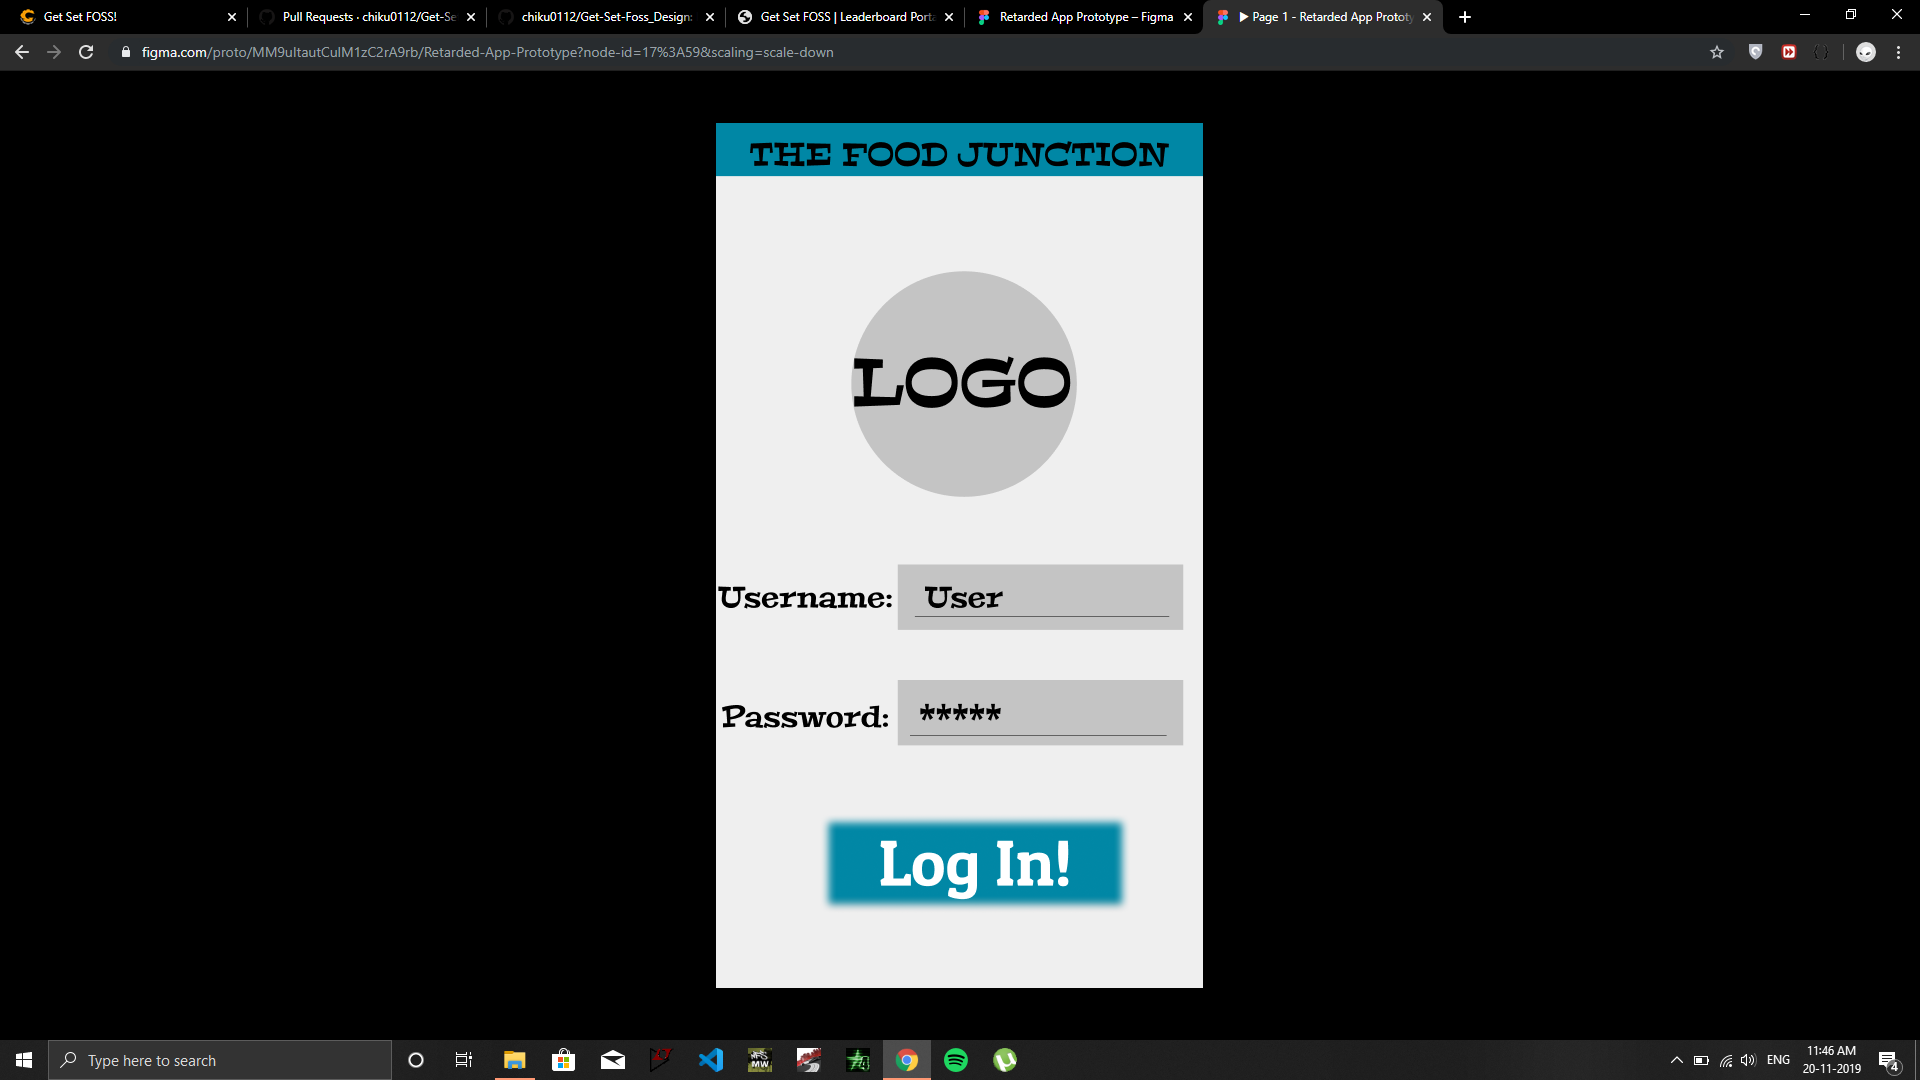 Get Set FOSS!
Pull Requests · chiku0112/Get-Se
chiku0112/Get-Set-Foss_Design:
Get Set FOSS | Leaderboard Porta
Retarded App Prototype – Figma
▶ Page 1 - Retarded App Prototy
figma.com/proto/MM9uItautCulM1zC2rA9rb/Retarded-App-Prototype?node-id=17%3A59&scaling=scale-down
THE FOOD JUNCTION
LOGO
Username: User
Password: *****
Log In!
Type here to search
MW
ENG
11:46 AM
20-11-2019
4